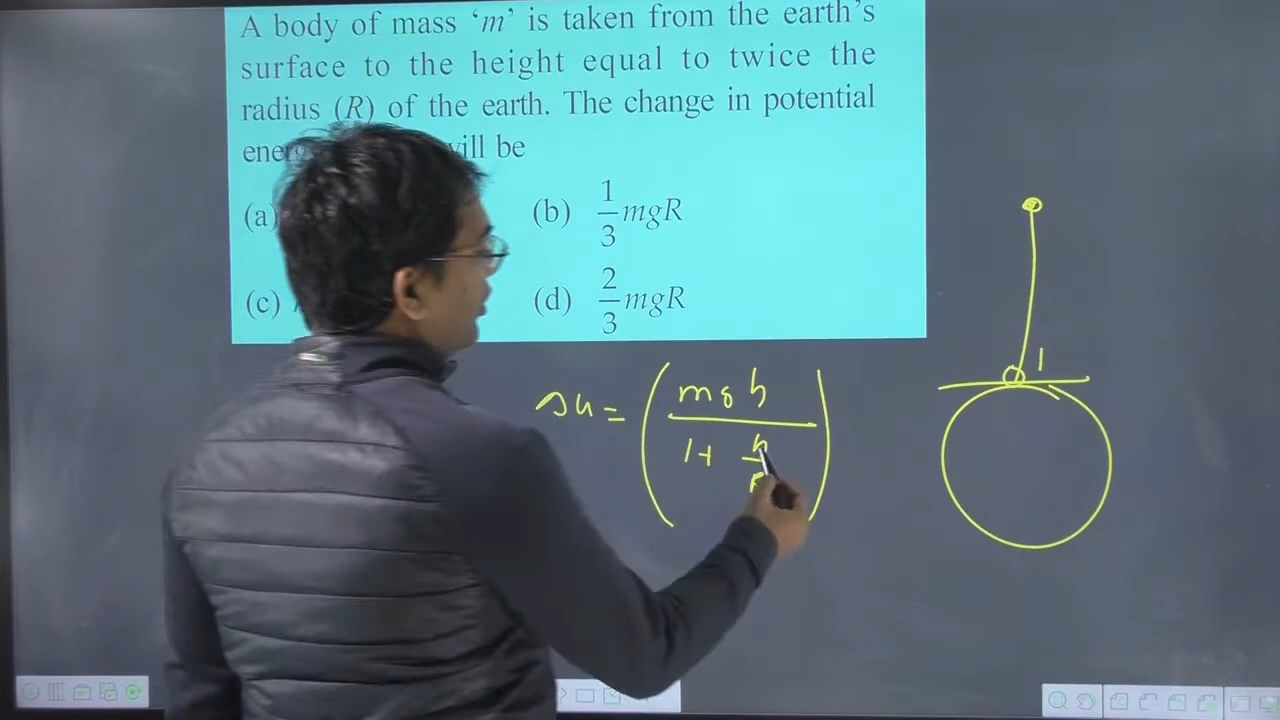 A body of mass ‘m’ is taken from the earth’s
surface to the height equal to twice the
radius (R) of the earth. The change in potential
will be
(a) (b) 1/3 mgR
(c) (d) 2/3 mgR
Δu = ( mgh / 1 + h/R )
1